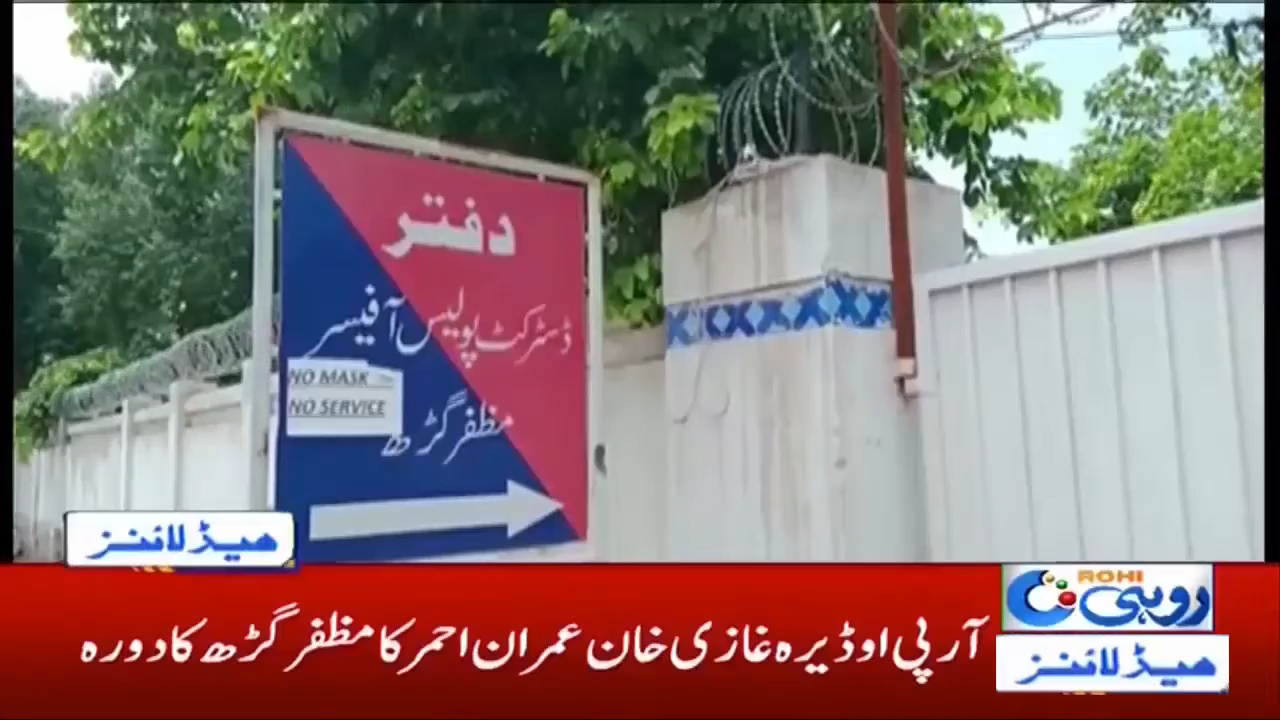 دفتر
ڈسٹرکٹ پولیس آفیسر
NO MASK
NO SERVICE
مظفر گڑھ
ہیڈ لائنز
ROHI
روہی
آر پی او ڈیرہ غازی خان عمران احمر کا مظفر گڑھ کا دورہ
ہیڈ لائنز